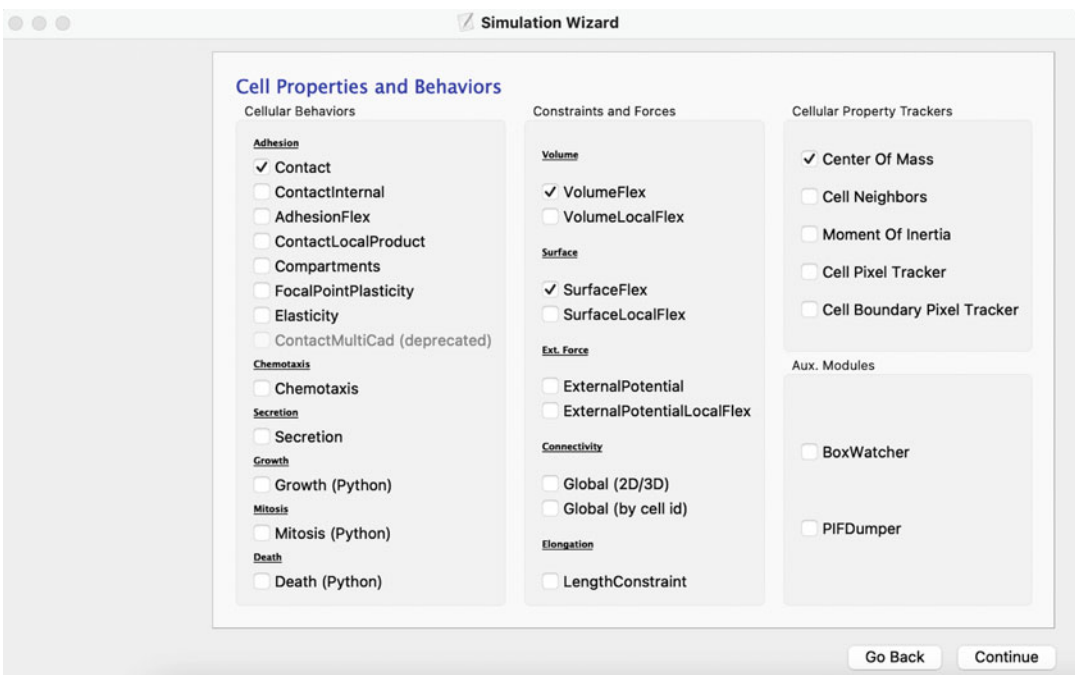 Simulation Wizard
Cell Properties and Behaviors
Cellular Behaviors
Adhesion
Contact
ContactInternal
AdhesionFlex
ContactLocalProduct
Compartments
FocalPointPlasticity
Elasticity
ContactMultiCad (deprecated)
Chemotaxis
Chemotaxis
Secretion
Secretion
Growth
Growth (Python)
Mitosis
Mitosis (Python)
Death
Death (Python)
Constraints and Forces
Volume
VolumeFlex
VolumeLocalFlex
Surface
SurfaceFlex
SurfaceLocalFlex
Ext. Force
ExternalPotential
ExternalPotentialLocalFlex
Connectivity
Global (2D/3D)
Global (by cell id)
Elongation
LengthConstraint
Cellular Property Trackers
Center Of Mass
Cell Neighbors
Moment Of Inertia
Cell Pixel Tracker
Cell Boundary Pixel Tracker
Aux. Modules
BoxWatcher
PIFDumper
Go Back
Continue